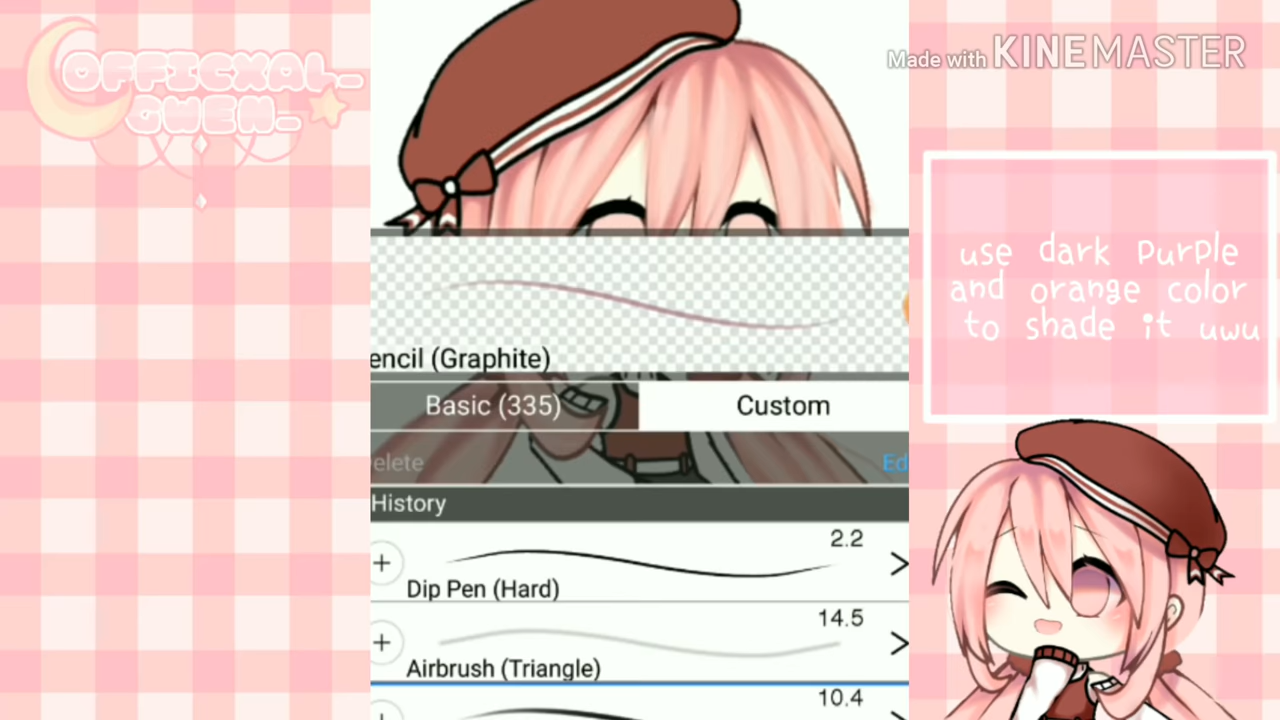 OFFICXAL-
GWEN_
Made with KINEMASTER
use dark purple
and orange color
to shade it uwu
encil (Graphite)
Basic (335)
Custom
elete
Ed
History
2.2
Dip Pen (Hard)
14.5
Airbrush (Triangle)
10.4